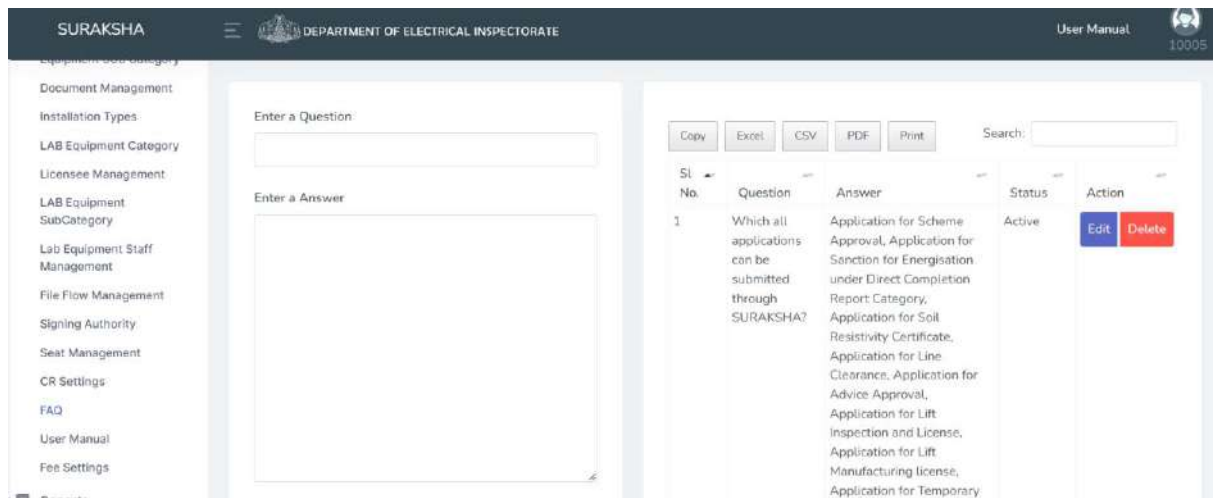 SURAKSHA
DEPARTMENT OF ELECTRICAL INSPECTORATE
User Manual
10005
Equipment Sub Category
Document Management
Installation Types
LAB Equipment Category
Licensee Management
LAB Equipment
SubCategory
Lab Equipment Staff
Management
File Flow Management
Signing Authority
Seat Management
CR Settings
FAQ
User Manual
Fee Settings
Enter a Question
Enter a Answer
Copy Excel CSV PDF Print Search:
Sl.
No. Question Answer Status Action
1 Which all Application for Scheme Active Edit Delete
applications Approval, Application for
can be Sanction for Energisation
submitted under Direct Completion
through Report Category,
SURAKSHA? Application for Soil
Resistivity Certificate,
Application for Line
Clearance, Application for
Advice Approval,
Application for Lift
Inspection and License,
Application for Lift
Manufacturing license,
Application for Temporary